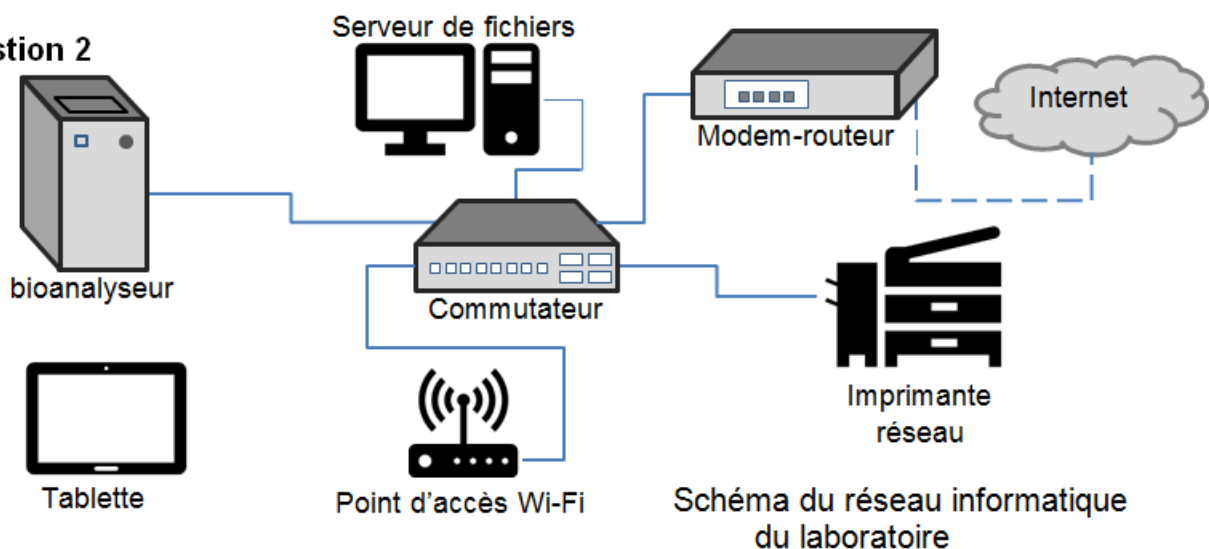 Serveur de fichiers
stion 2
Internet
Modem-routeur
bioanalyseur
Commutateur
Imprimante
réseau
Tablette
Point d'accès Wi-Fi
Schéma du réseau informatique
du laboratoire